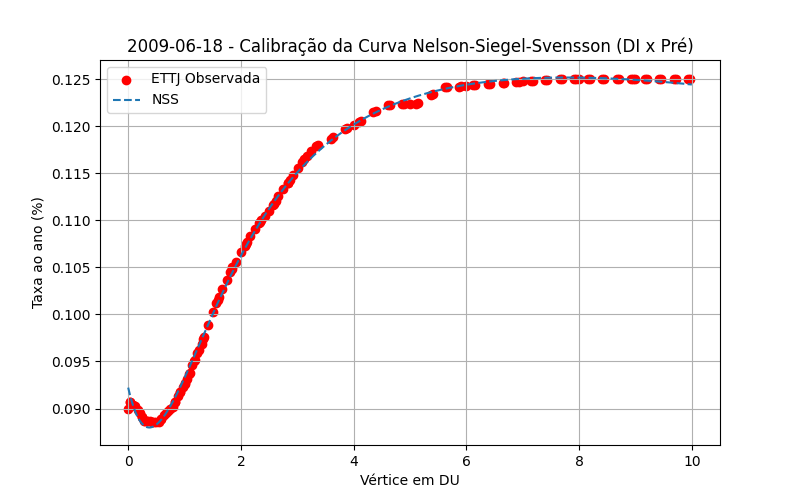 2009-06-18 - Calibração da Curva Nelson-Siegel-Svensson (DI x Pré)
ETTJ Observada
NSS
Taxa ao ano (%)
0.125
0.120
0.115
0.110
0.105
0.100
0.095
0.090
0 2 4 6 8 10
Vértice em DU